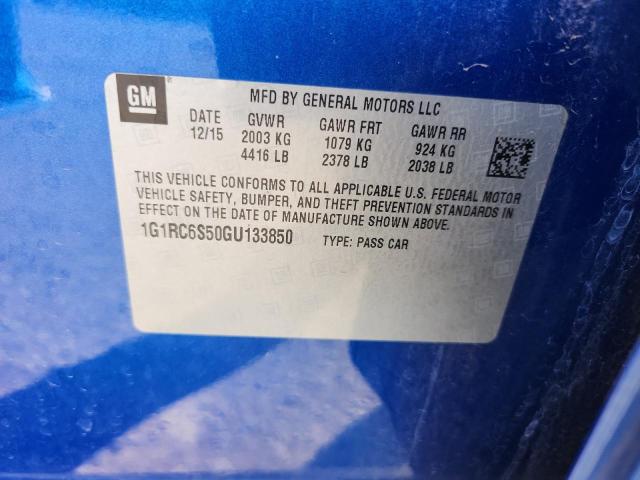 GM
MFD BY GENERAL MOTORS LLC
DATE GVWR GAWR FRT GAWR RR
12/15 2003 KG 1079 KG 924 KG
4416 LB 2378 LB 2038 LB
THIS VEHICLE CONFORMS TO ALL APPLICABLE U.S. FEDERAL MOTOR
VEHICLE SAFETY, BUMPER, AND THEFT PREVENTION STANDARDS IN
EFFECT ON THE DATE OF MANUFACTURE SHOWN ABOVE.
1G1RC6S50GU133850 TYPE: PASS CAR